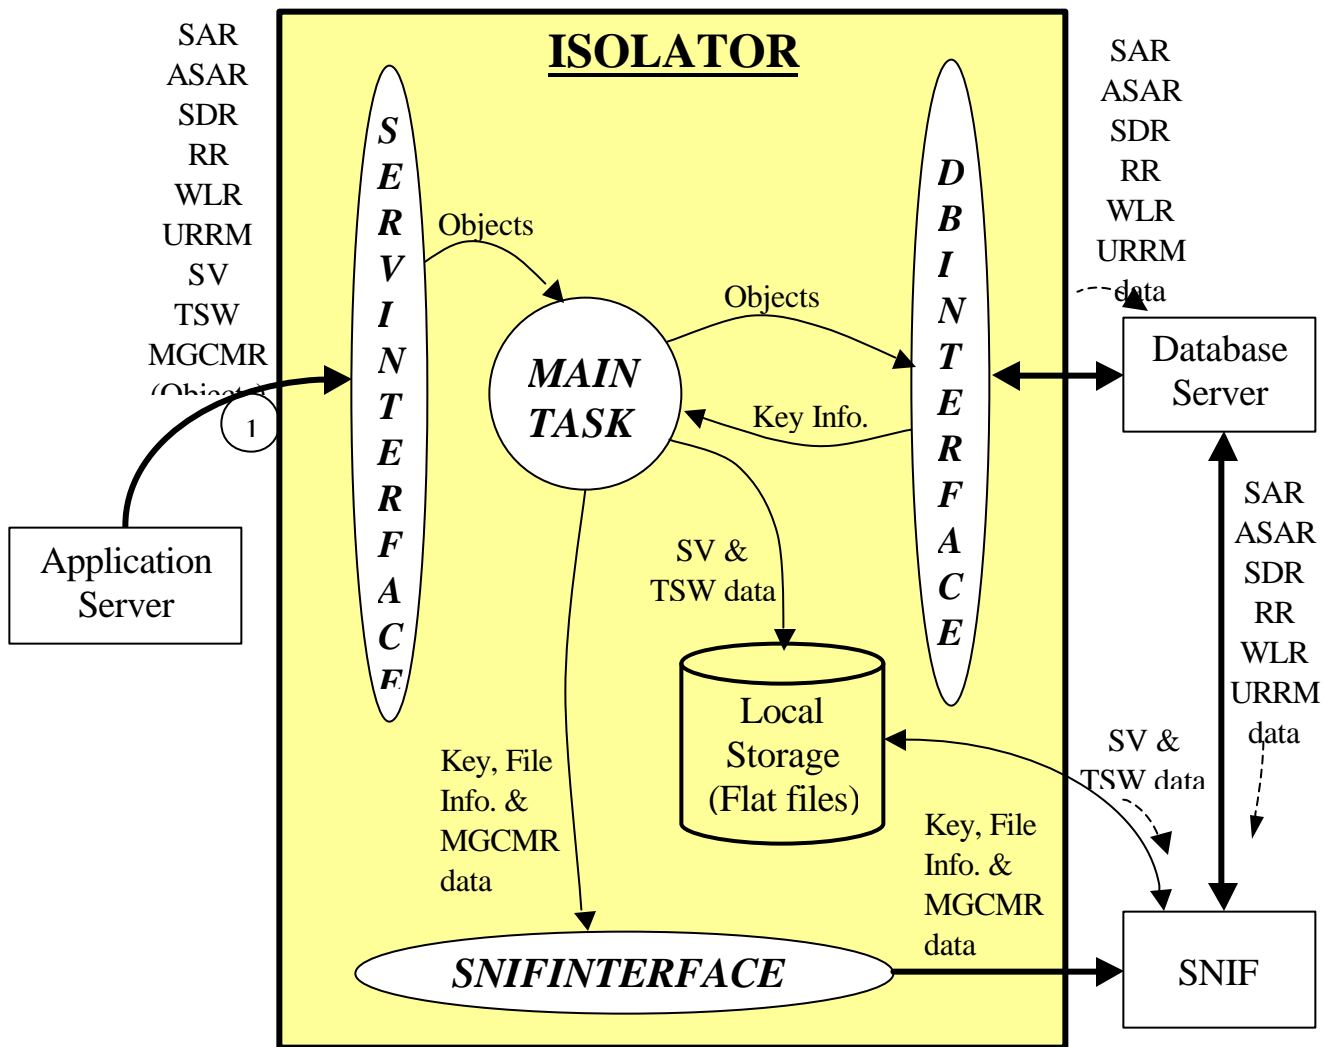 ISOLATOR
SAR
ASAR
SDR
RR
WLR
URRM
SV
TSW
MGCMR
(Objects)
1
Application
Server
SERVINTERFACE
Objects
MAIN
TASK
Objects
Key Info.
SV &
TSW data
Local
Storage
(Flat files)
Key, File
Info. &
MGCMR
data
SNIFINTERFACE
DBINTERFACE
SAR
ASAR
SDR
RR
WLR
URRM
data
Database
Server
SAR
ASAR
SDR
RR
WLR
URRM
data
SV &
TSW data
Key, File
Info. &
MGCMR
data
SNIF